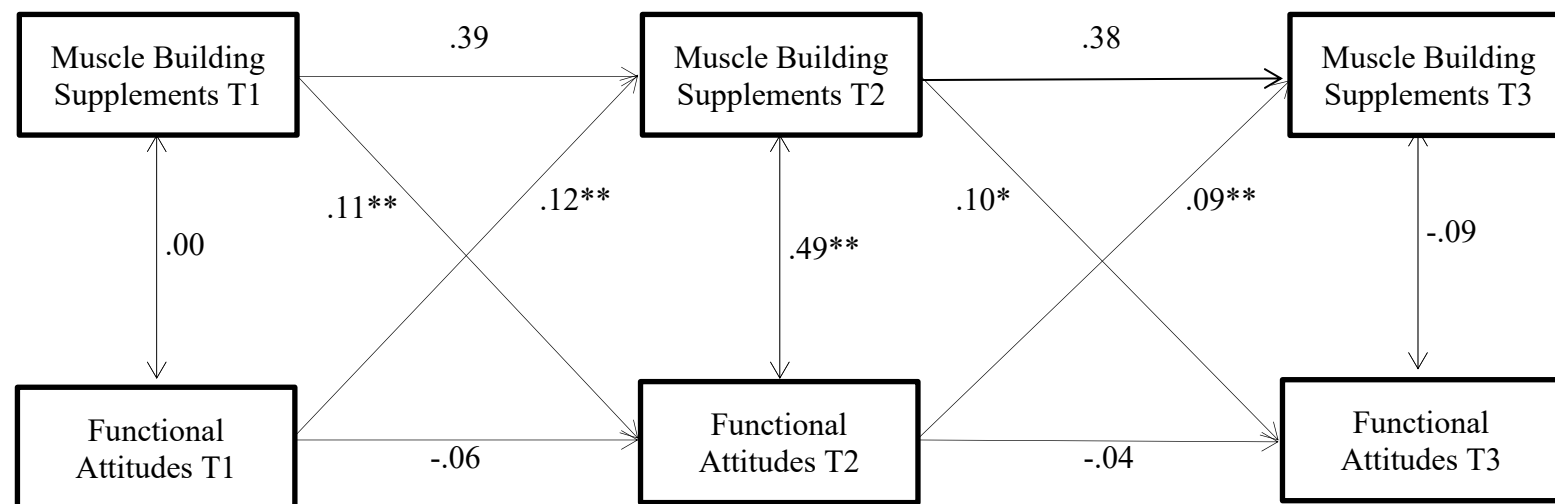 Muscle Building
Supplements T1
.39
Muscle Building
Supplements T2
.38
Muscle Building
Supplements T3
.11**
.12**
.10*
.09**
.00
.49**
-.09
Functional
Attitudes T1
-.06
Functional
Attitudes T2
-.04
Functional
Attitudes T3